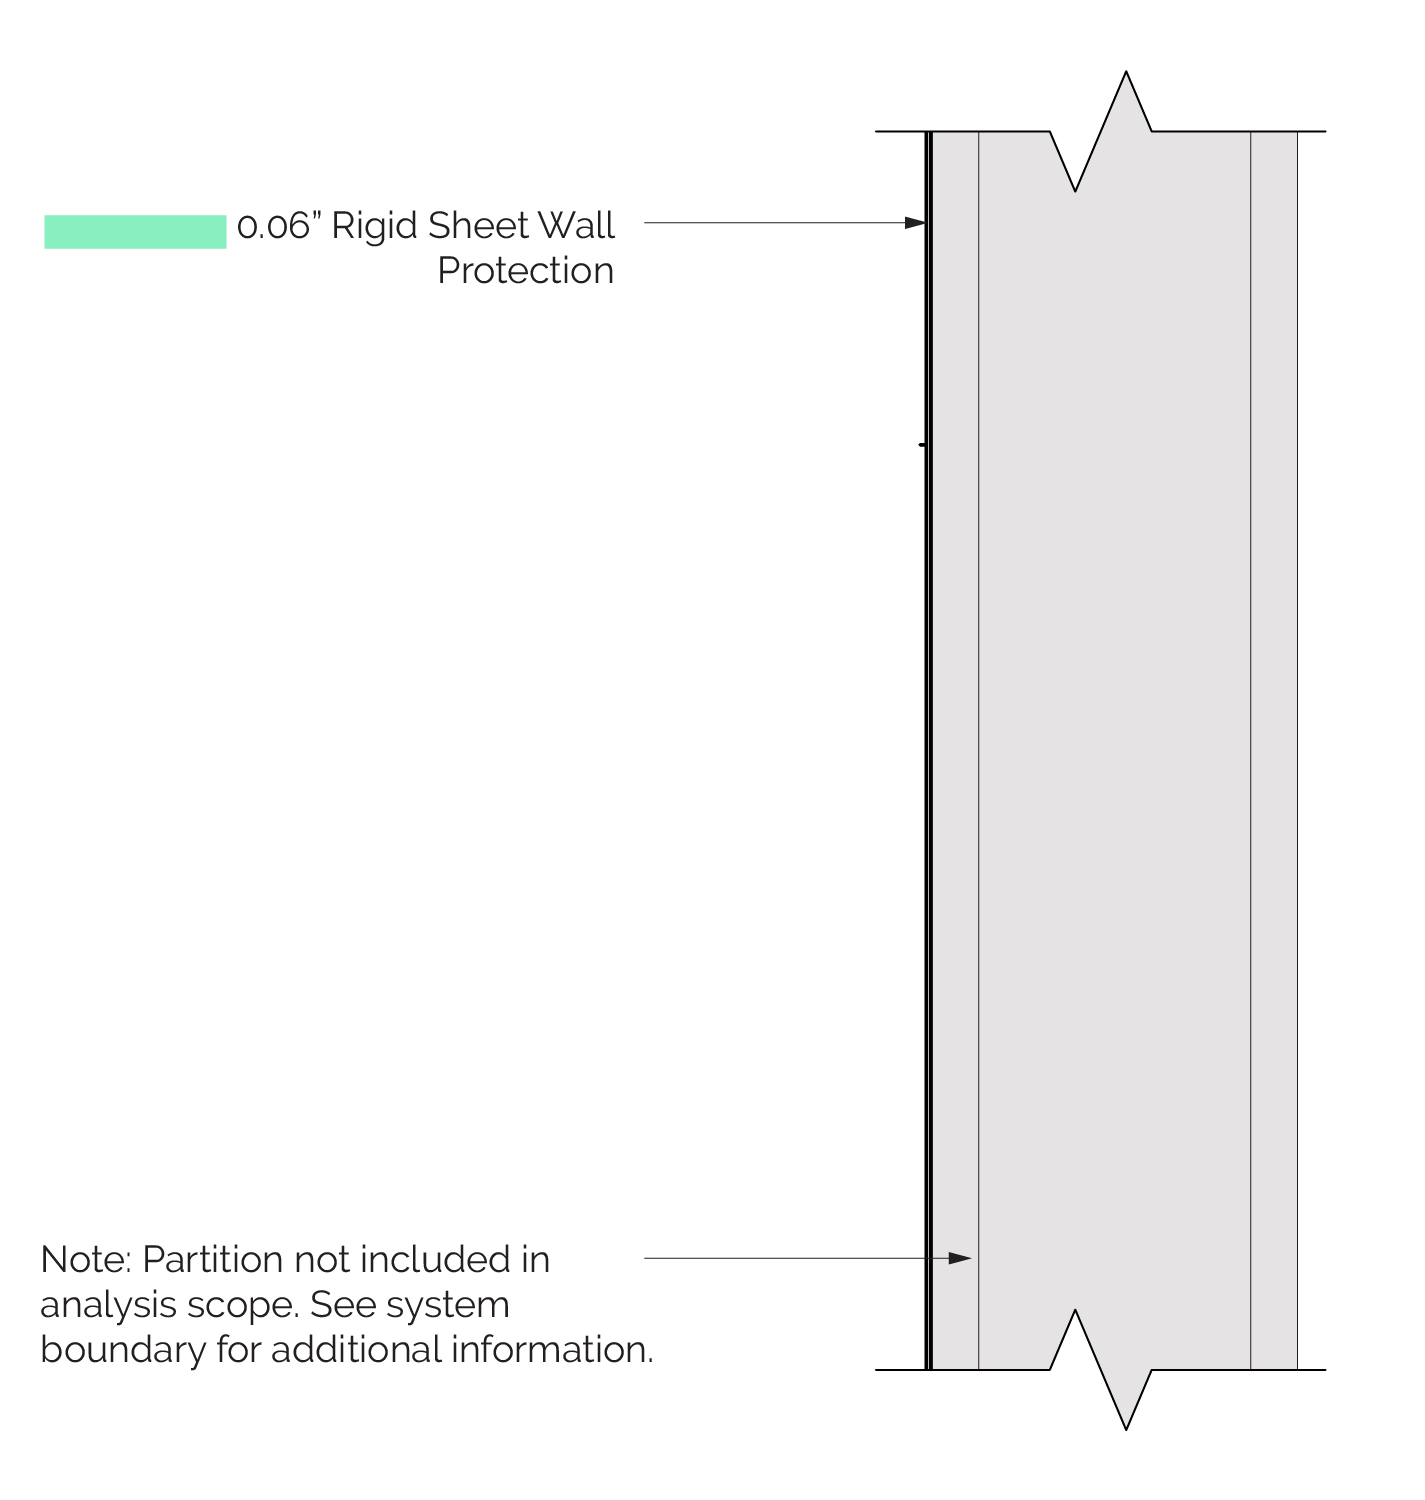 0.06” Rigid Sheet Wall
Protection
Note: Partition not included in
analysis scope. See system
boundary for additional information.